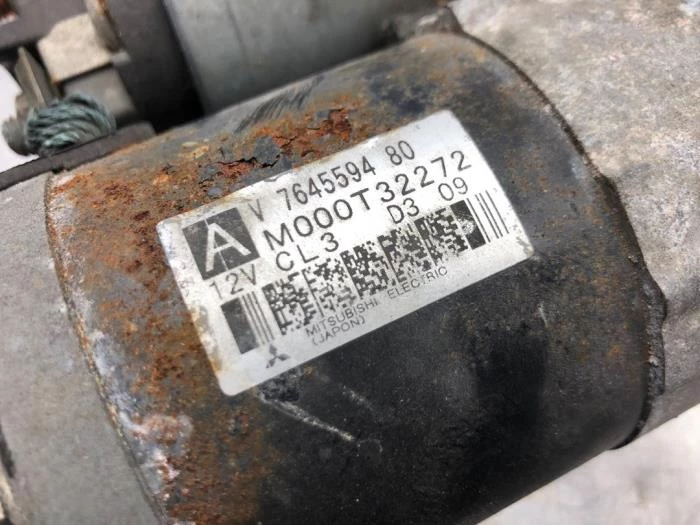 V 7645594 80
A M000T32272
12V CL3 D3 09
MITSUBISHI ELECTRIC
(JAPON)